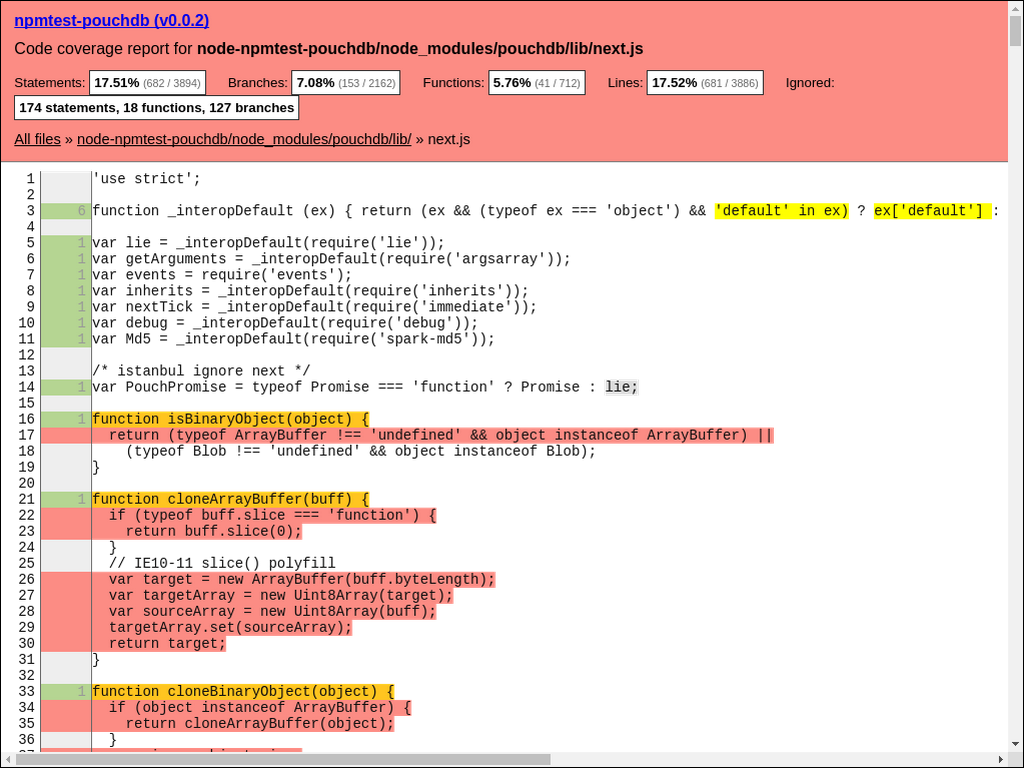 npmtest-pouchdb (v0.0.2)
Code coverage report for node-npmtest-pouchdb/node_modules/pouchdb/lib/next.js
Statements: 17.51% (682 / 3894) Branches: 7.08% (153 / 2162) Functions: 5.76% (41 / 712) Lines: 17.52% (681 / 3886) Ignored:
174 statements, 18 functions, 127 branches
All files » node-npmtest-pouchdb/node_modules/pouchdb/lib/ » next.js
1 'use strict';
2
3 6 function _interopDefault (ex) { return (ex && (typeof ex === 'object') && 'default' in ex) ? ex['default'] :
4
5 1 var lie = _interopDefault(require('lie'));
6 1 var getArguments = _interopDefault(require('argsarray'));
7 1 var events = require('events');
8 1 var inherits = _interopDefault(require('inherits'));
9 1 var nextTick = _interopDefault(require('immediate'));
10 1 var debug = _interopDefault(require('debug'));
11 1 var Md5 = _interopDefault(require('spark-md5'));
12
13 /* istanbul ignore next */
14 1 var PouchPromise = typeof Promise === 'function' ? Promise : lie;
15
16 1 function isBinaryObject(object) {
17 return (typeof ArrayBuffer !== 'undefined' && object instanceof ArrayBuffer) ||
18 (typeof Blob !== 'undefined' && object instanceof Blob);
19 }
20
21 1 function cloneArrayBuffer(buff) {
22 if (typeof buff.slice === 'function') {
23 return buff.slice(0);
24 }
25 // IE10-11 slice() polyfill
26 var target = new ArrayBuffer(buff.byteLength);
27 var targetArray = new Uint8Array(target);
28 var sourceArray = new Uint8Array(buff);
29 targetArray.set(sourceArray);
30 return target;
31 }
32
33 1 function cloneBinaryObject(object) {
34 if (object instanceof ArrayBuffer) {
35 return cloneArrayBuffer(object);
36 }